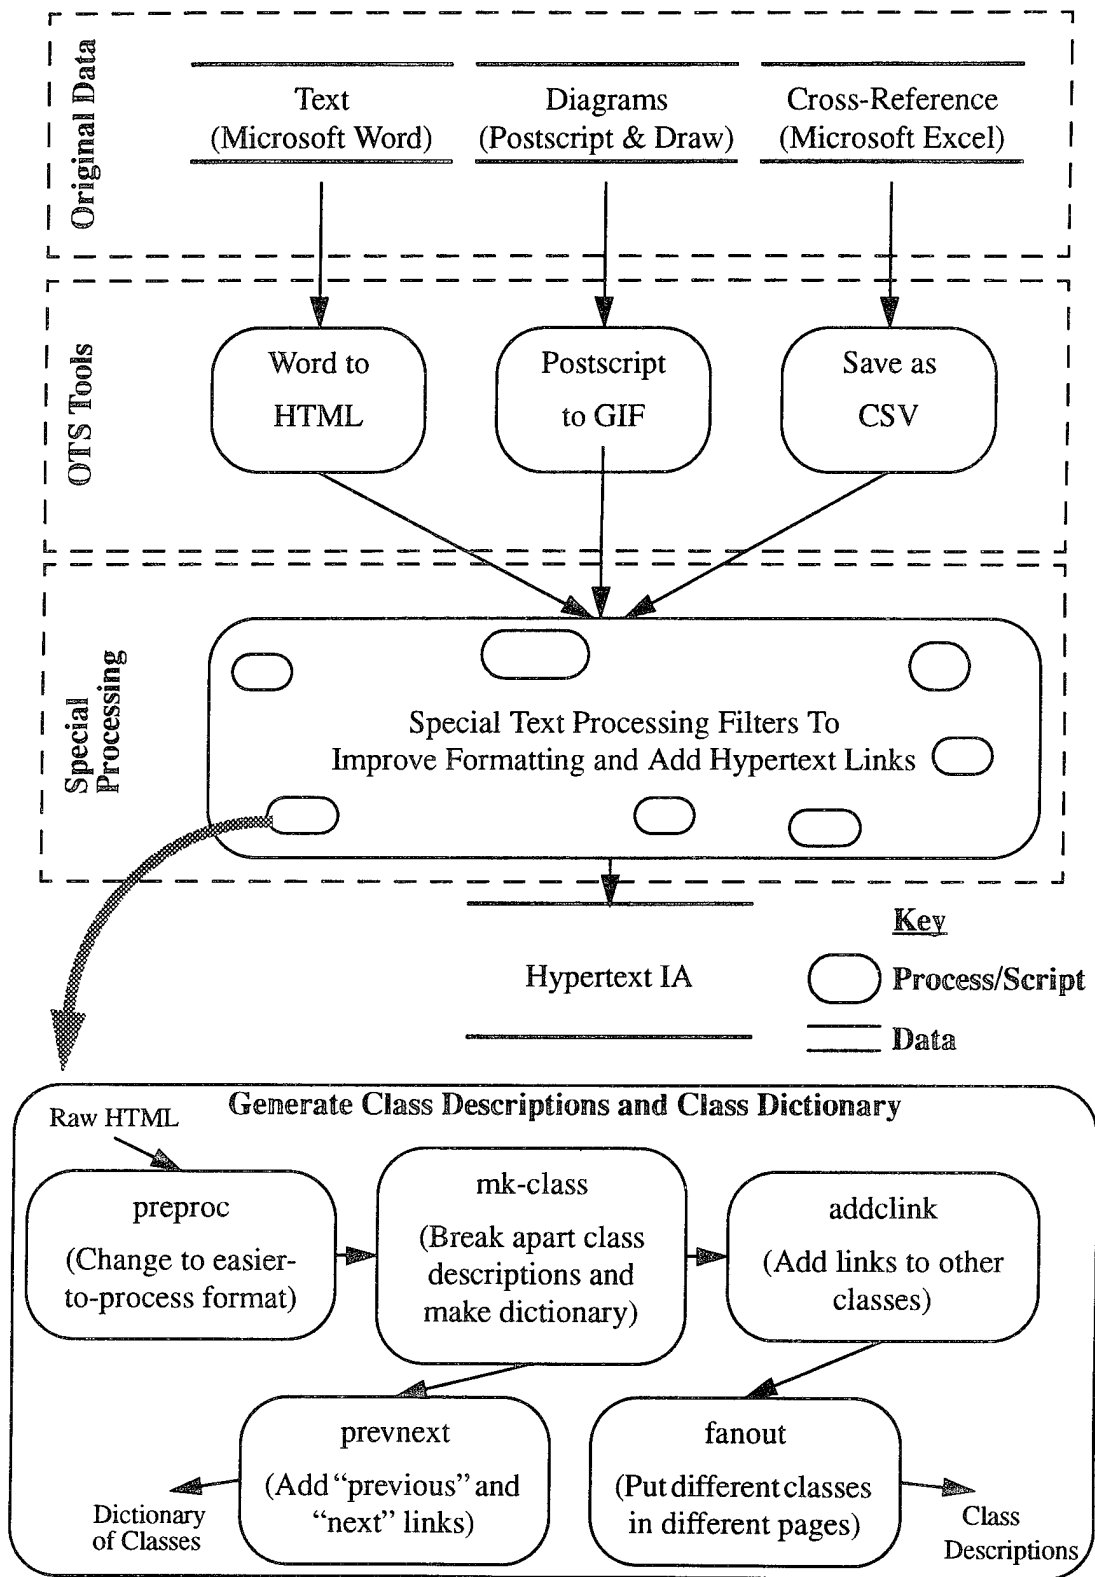 Original Data
Text
(Microsoft Word)
Diagrams
(Postscript & Draw)
Cross-Reference
(Microsoft Excel)
OTS Tools
Word to
HTML
Postscript
to GIF
Save as
CSV
Special
Processing
Special Text Processing Filters To
Improve Formatting and Add Hypertext Links
Hypertext IA
Key
Process/Script
Data
Generate Class Descriptions and Class Dictionary
Raw HTML
preproc
(Change to easier-
to-process format)
mk-class
(Break apart class
descriptions and
make dictionary)
addclink
(Add links to other
classes)
prevnext
(Add “previous” and
“next” links)
fanout
(Put different classes
in different pages)
Dictionary
of Classes
Class
Descriptions